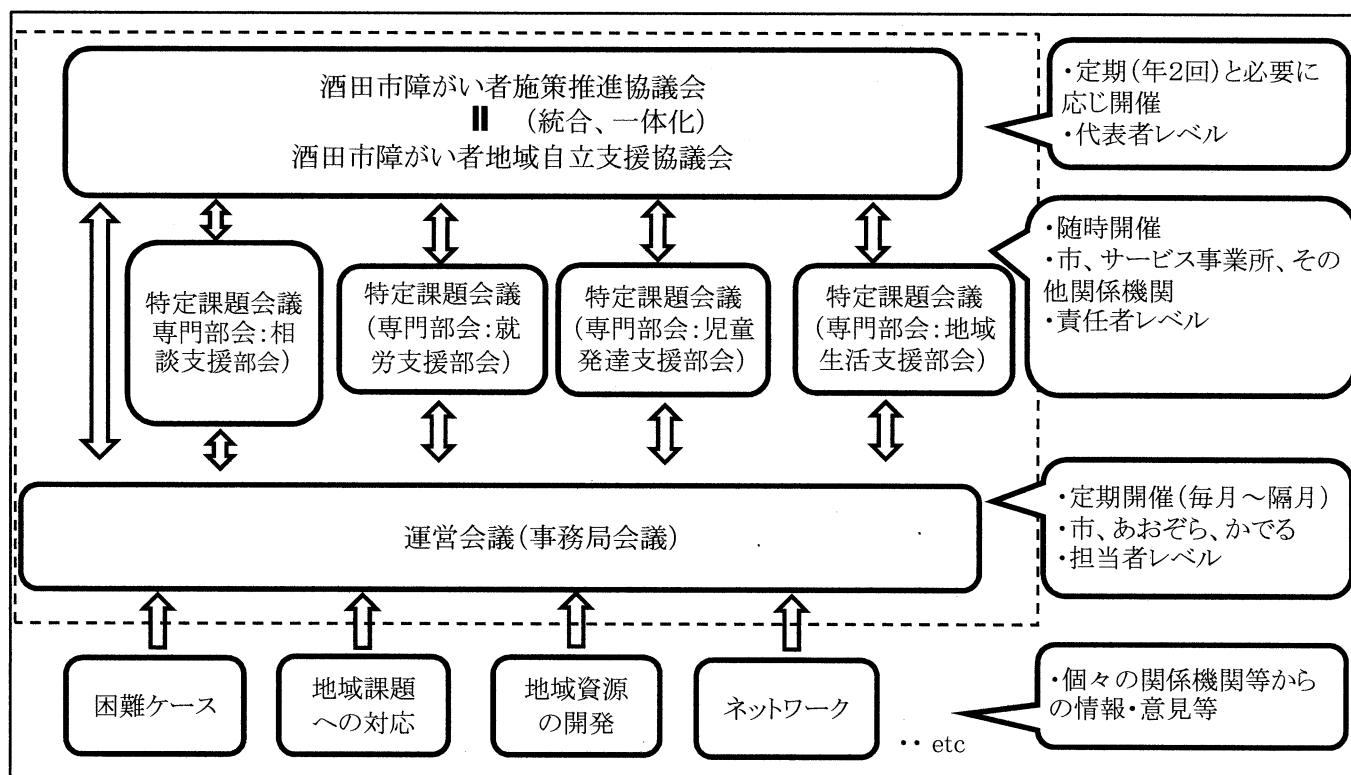 酒田市障がい者施策推進協議会
II (統合、一体化)
酒田市障がい者地域自立支援協議会
・定期(年2回)と必要に
応じ開催
・代表者レベル
特定課題会議
専門部会:相
談支援部会)
特定課題会議
(専門部会:就
労支援部会)
特定課題会議
(専門部会:児童
発達支援部会)
特定課題会議
(専門部会:地域
生活支援部会)
・随時開催
・市、サービス事業所、その
他関係機関
・責任者レベル
運営会議(事務局会議)
・定期開催(毎月～隔月)
・市、あおぞら、かでる
・担当者レベル
困難ケース
地域課題
への対応
地域資源
の開発
ネットワーク
‥ etc
・個々の関係機関等から
の情報・意見等